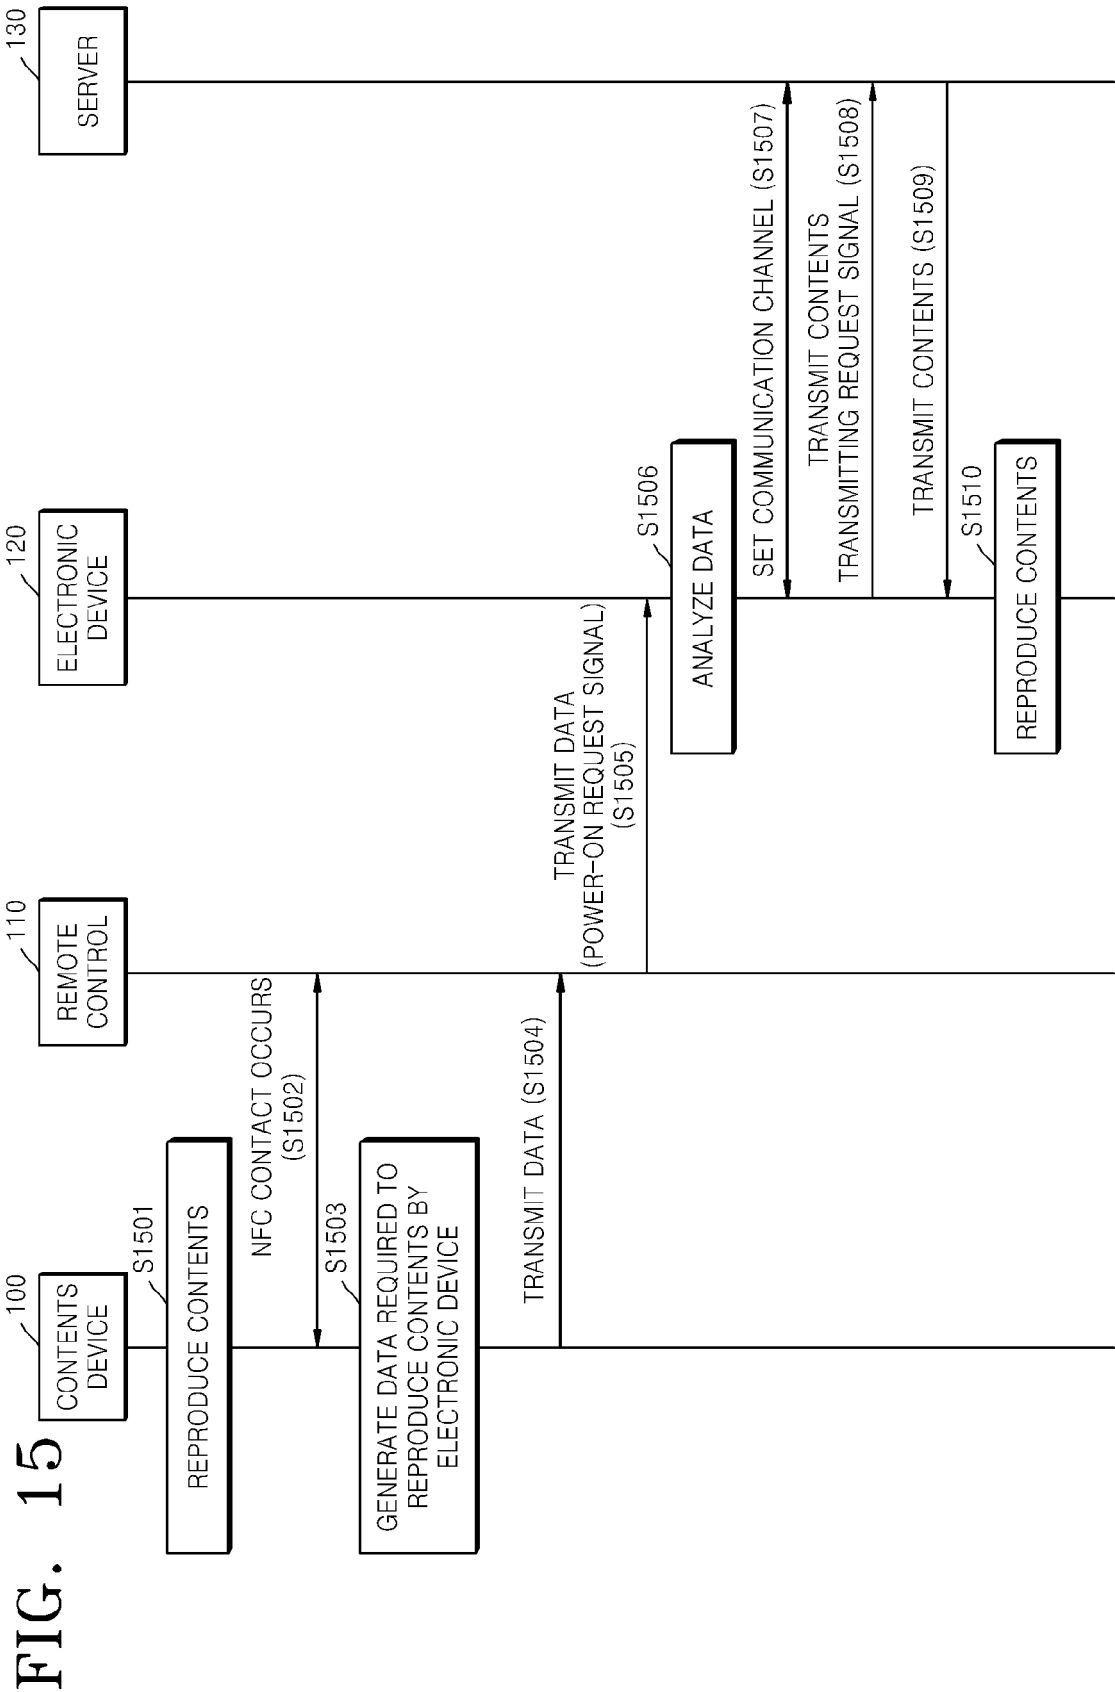 FIG. 15
100
CONTENTS
DEVICE
110
REMOTE
CONTROL
120
ELECTRONIC
DEVICE
130
SERVER
S1501
REPRODUCE CONTENTS
NFC CONTACT OCCURS
(S1502)
S1503
GENERATE DATA REQUIRED TO
REPRODUCE CONTENTS BY
ELECTRONIC DEVICE
TRANSMIT DATA (S1504)
TRANSMIT DATA
(POWER-ON REQUEST SIGNAL)
(S1505)
S1506
ANALYZE DATA
SET COMMUNICATION CHANNEL (S1507)
TRANSMIT CONTENTS
TRANSMITTING REQUEST SIGNAL (S1508)
TRANSMIT CONTENTS (S1509)
S1510
REPRODUCE CONTENTS